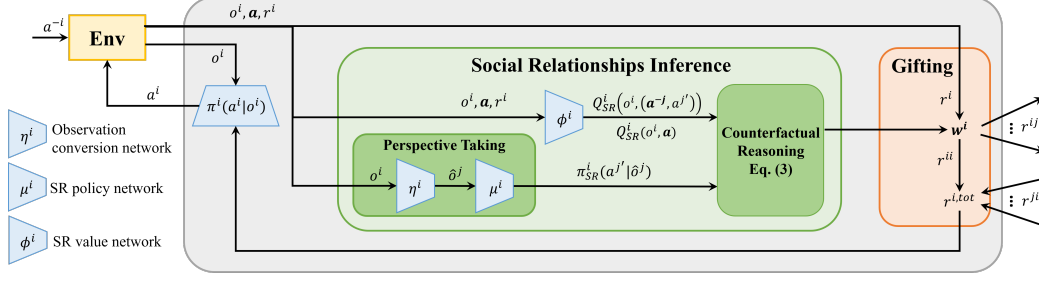 a^{-i}
Env
o^i, a, r^i
o^i
a^i
π^i(a^i|o^i)
η^i
Observation
conversion network
μ^i
SR policy network
ϕ^i
SR value network
Social Relationships Inference
o^i, a, r^i
ϕ^i
Q^i_{SR}(o^i, (a^{-j}, a^{j'}))
Q^i_{SR}(o^i, a)
Perspective Taking
o^i
η^i
ô^j
μ^i
π^i_{SR}(a^{j'}|ô^j)
Counterfactual
Reasoning
Eq. (3)
Gifting
r^i
w^i
r^{ii}
r^{i,tot}
⋮ r^{ij}
⋮ r^{ji}